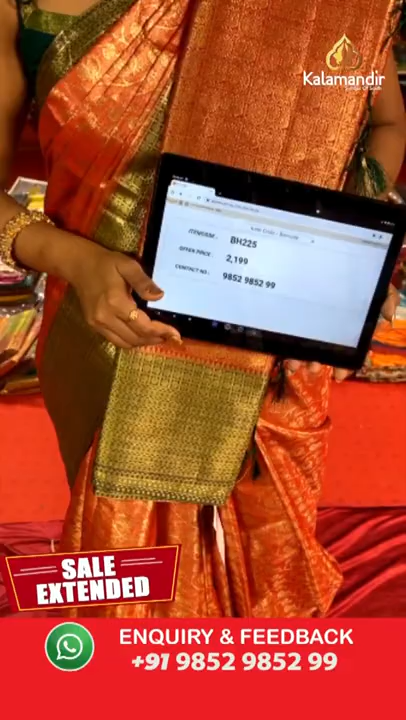 Kalamandir
ITEM/DSM :
BH225
OFFER PRICE :
2,199
CONTACT NO :
9852 9852 99
SALE
EXTENDED
ENQUIRY & FEEDBACK
+91 9852 9852 99